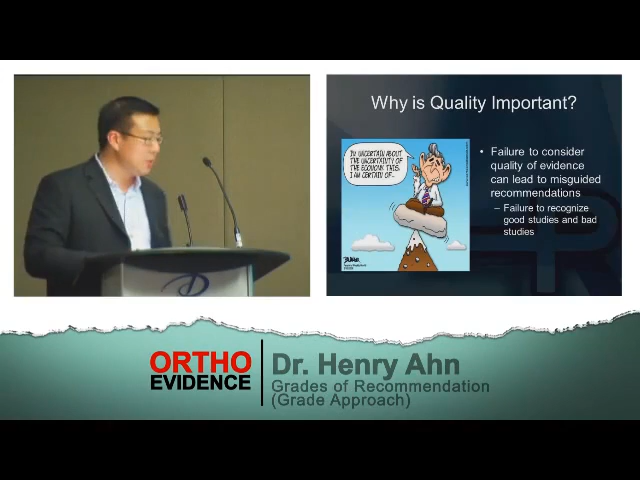 Why is Quality Important?
I'M UNCERTAIN ABOUT
THE UNCERTAINTY OF
THE ECONOMY. THIS,
I AM CERTAIN OF...
• Failure to consider
quality of evidence
can lead to misguided
recommendations
– Failure to recognize
good studies and bad
studies
ORTHO
EVIDENCE
Dr. Henry Ahn
Grades of Recommendation
(Grade Approach)